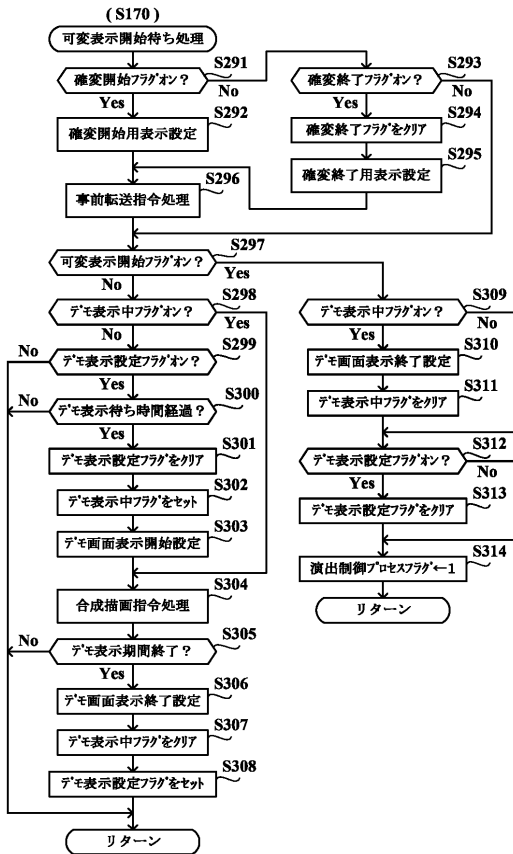 (S170)
可変表示開始待ち処理
S291
確変開始フラグオン?
No
Yes
S292
確変開始用表示設定
S293
確変終了フラグオン?
No
Yes
S294
確変終了フラグをクリア
S295
確変終了用表示設定
S296
事前転送指令処理
S297
可変表示開始フラグオン?
Yes
No
S298
デモ表示中フラグオン?
Yes
No
S299
No
デモ表示設定フラグオン?
Yes
S300
No
デモ表示待ち時間経過?
Yes
S301
デモ表示設定フラグをクリア
S302
デモ表示中フラグをセット
S303
デモ画面表示開始設定
S304
合成描画指令処理
S305
No
デモ表示期間終了?
Yes
S306
デモ画面表示終了設定
S307
デモ表示中フラグをクリア
S308
デモ表示設定フラグをセット
リターン
S309
デモ表示中フラグオン?
No
Yes
S310
デモ画面表示終了設定
S311
デモ表示中フラグをクリア
S312
デモ表示設定フラグオン?
No
Yes
S313
デモ表示設定フラグをクリア
S314
演出制御プロセスフラグ←1
リターン